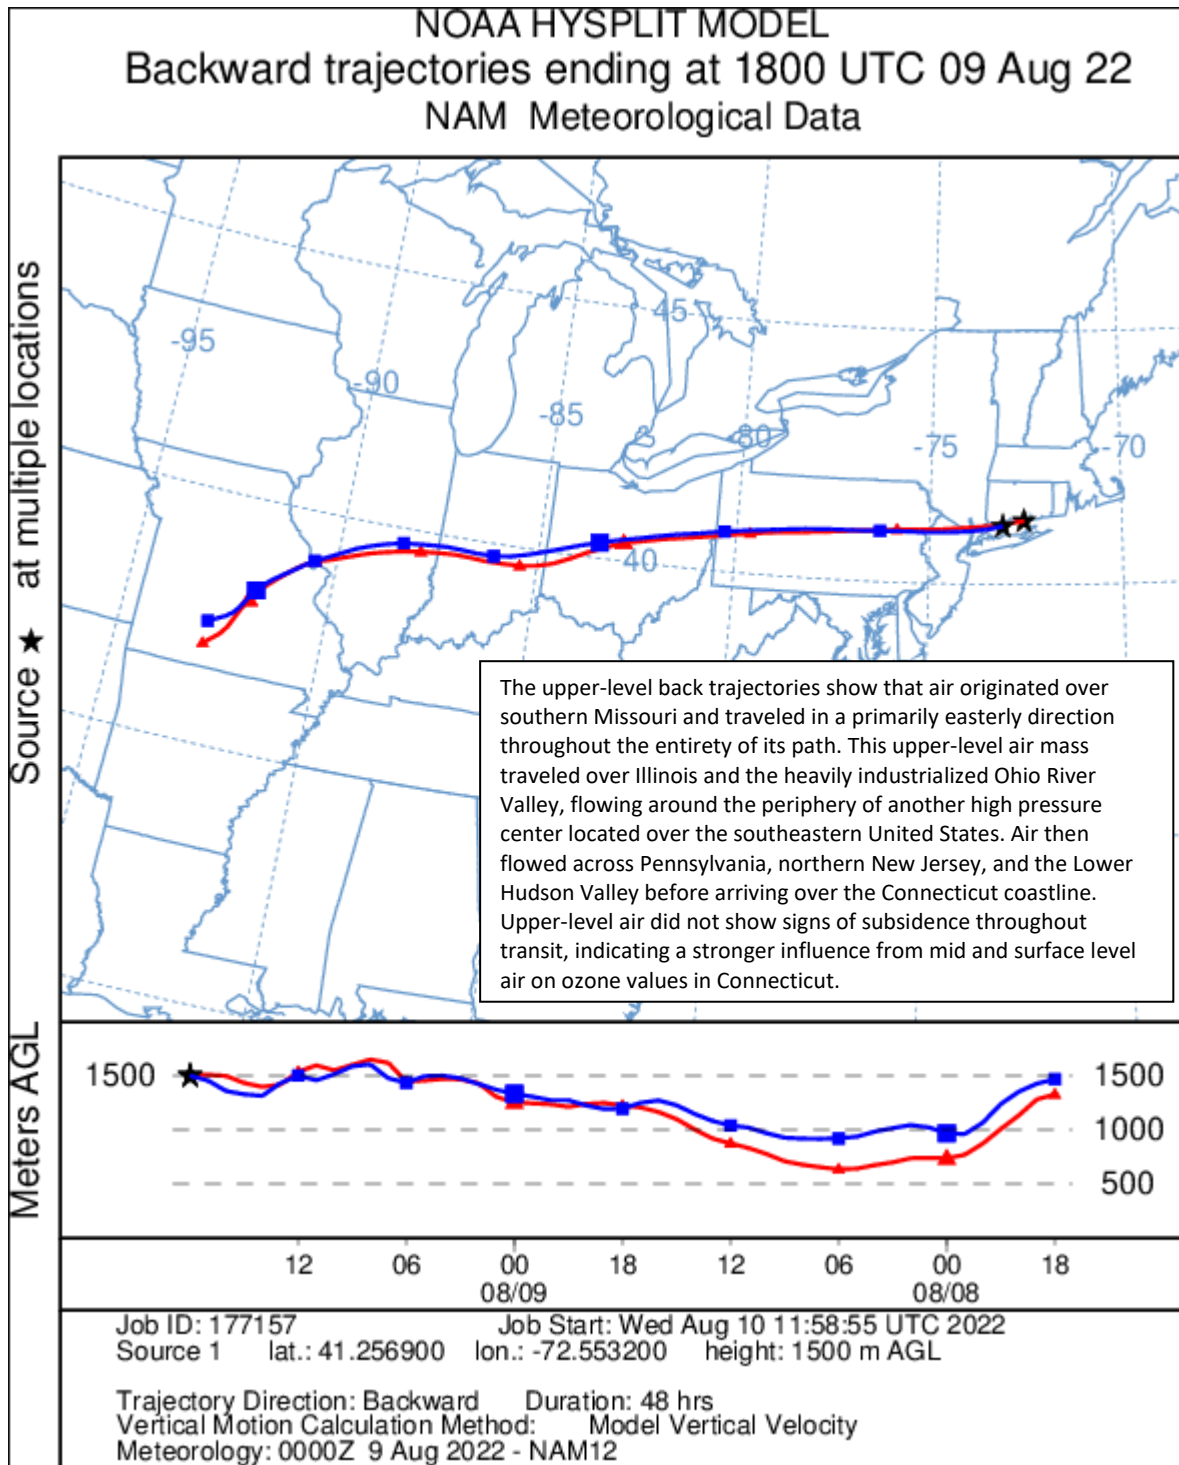 NOAA HYSPLIT MODEL
Backward trajectories ending at 1800 UTC 09 Aug 22
NAM Meteorological Data
Source ★ at multiple locations
-95
-90
-85
-80
-75
-70
45
40
The upper-level back trajectories show that air originated over
southern Missouri and traveled in a primarily easterly direction
throughout the entirety of its path. This upper-level air mass
traveled over Illinois and the heavily industrialized Ohio River
Valley, flowing around the periphery of another high pressure
center located over the southeastern United States. Air then
flowed across Pennsylvania, northern New Jersey, and the Lower
Hudson Valley before arriving over the Connecticut coastline.
Upper-level air did not show signs of subsidence throughout
transit, indicating a stronger influence from mid and surface level
air on ozone values in Connecticut.
Meters AGL
1500
1500
1000
500
12 06 00 18 12 06 00 18
08/09 08/08
Job ID: 177157 Job Start: Wed Aug 10 11:58:55 UTC 2022
Source 1 lat.: 41.256900 lon.: -72.553200 height: 1500 m AGL
Trajectory Direction: Backward Duration: 48 hrs
Vertical Motion Calculation Method: Model Vertical Velocity
Meteorology: 0000Z 9 Aug 2022 - NAM12